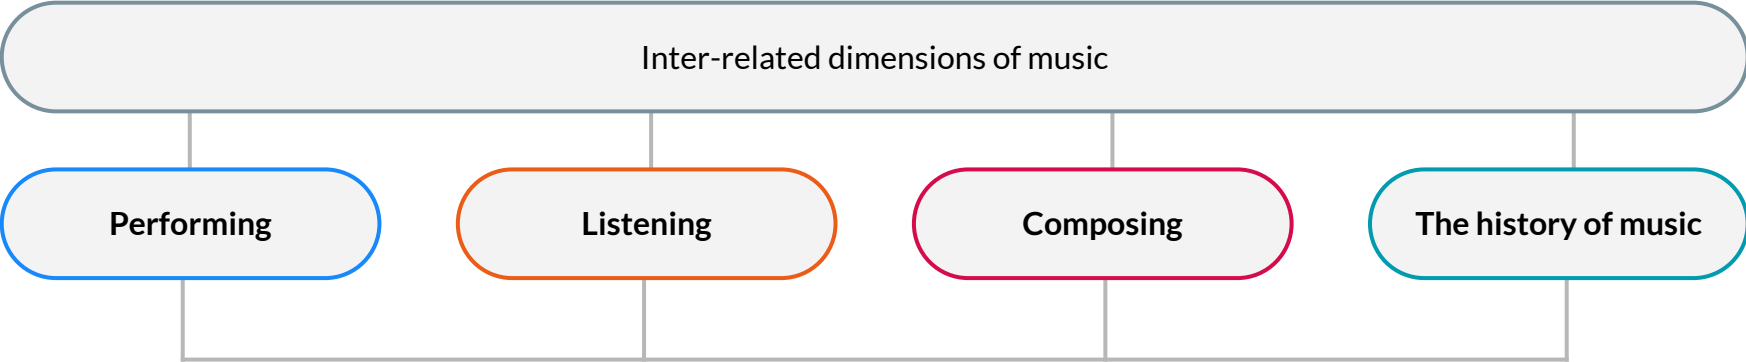 Inter-related dimensions of music
Performing
Listening
Composing
The history of music